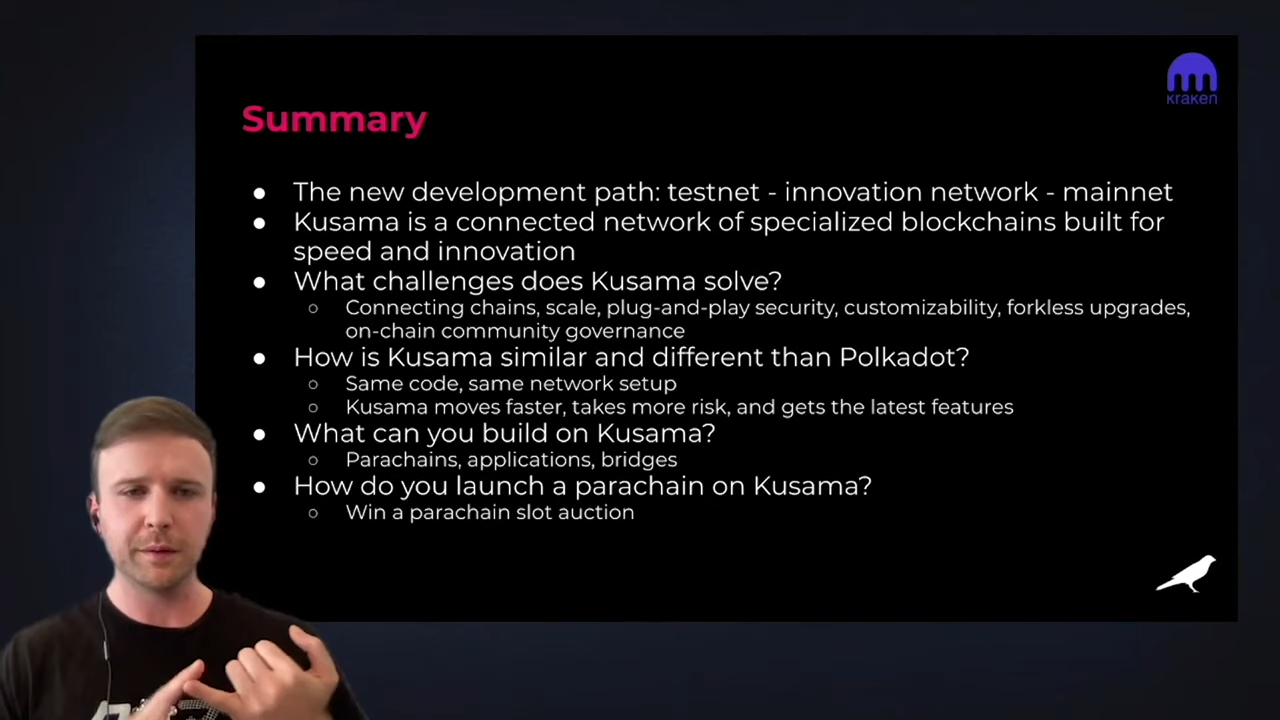 kraken
Summary
● The new development path: testnet - innovation network - mainnet
● Kusama is a connected network of specialized blockchains built for
speed and innovation
● What challenges does Kusama solve?
○ Connecting chains, scale, plug-and-play security, customizability, forkless upgrades,
on-chain community governance
● How is Kusama similar and different than Polkadot?
○ Same code, same network setup
○ Kusama moves faster, takes more risk, and gets the latest features
● What can you build on Kusama?
○ Parachains, applications, bridges
● How do you launch a parachain on Kusama?
○ Win a parachain slot auction